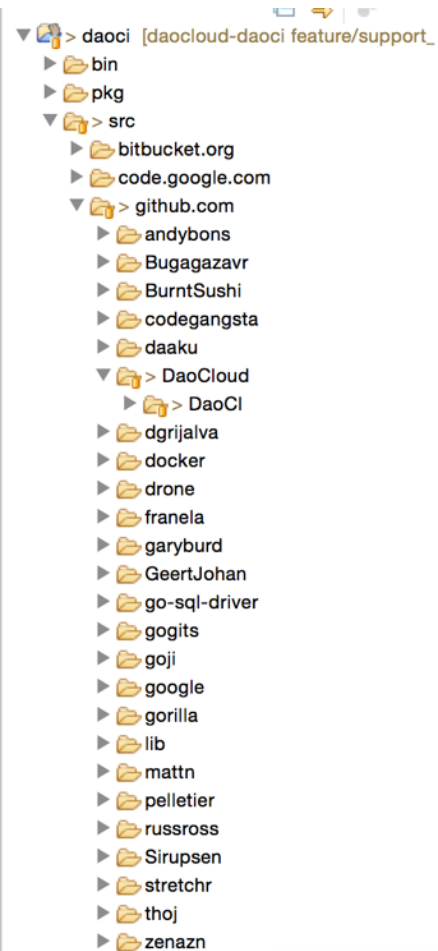 > daoci [daocloud-daoci feature/support_
bin
pkg
> src
bitbucket.org
code.google.com
> github.com
andybons
Bugagazavr
BurntSushi
codegangsta
daaku
> DaoCloud
> DaoCI
dgrijalva
docker
drone
franela
garyburd
GeertJohan
go-sql-driver
gogits
goji
google
gorilla
lib
mattn
pelletier
russross
Sirupsen
stretchr
thoj
zenazn